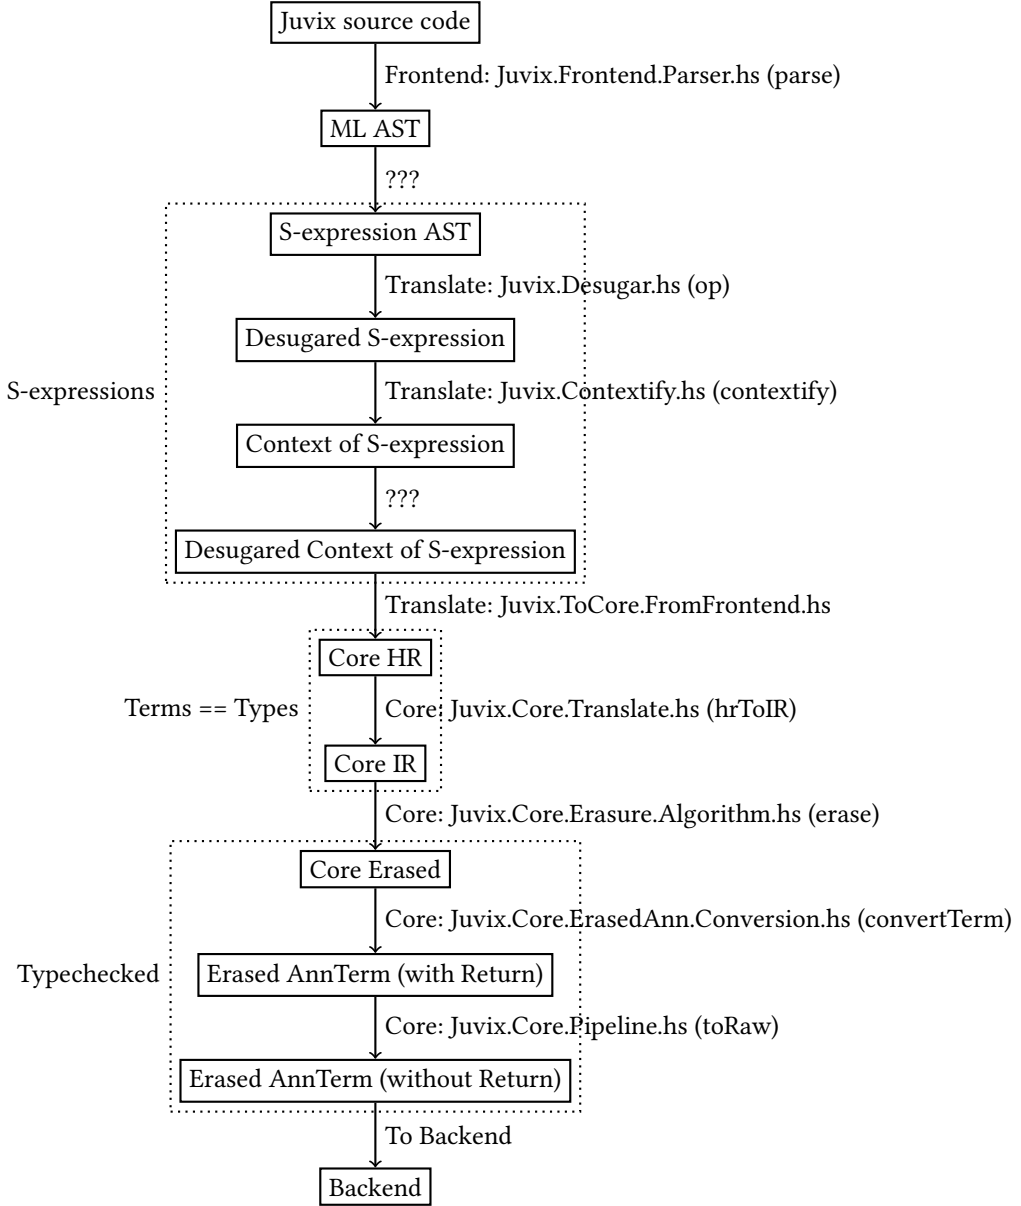 Juvix source code
Frontend: Juvix.Frontend.Parser.hs (parse)
ML AST
???
S-expression AST
Translate: Juvix.Desugar.hs (op)
Desugared S-expression
S-expressions
Translate: Juvix.Contextify.hs (contextify)
Context of S-expression
???
Desugared Context of S-expression
Translate: Juvix.ToCore.FromFrontend.hs
Core HR
Terms == Types
Core: Juvix.Core.Translate.hs (hrToIR)
Core IR
Core: Juvix.Core.Erasure.Algorithm.hs (erase)
Core Erased
Core: Juvix.Core.ErasedAnn.Conversion.hs (convertTerm)
Typechecked
Erased AnnTerm (with Return)
Core: Juvix.Core.Pipeline.hs (toRaw)
Erased AnnTerm (without Return)
To Backend
Backend